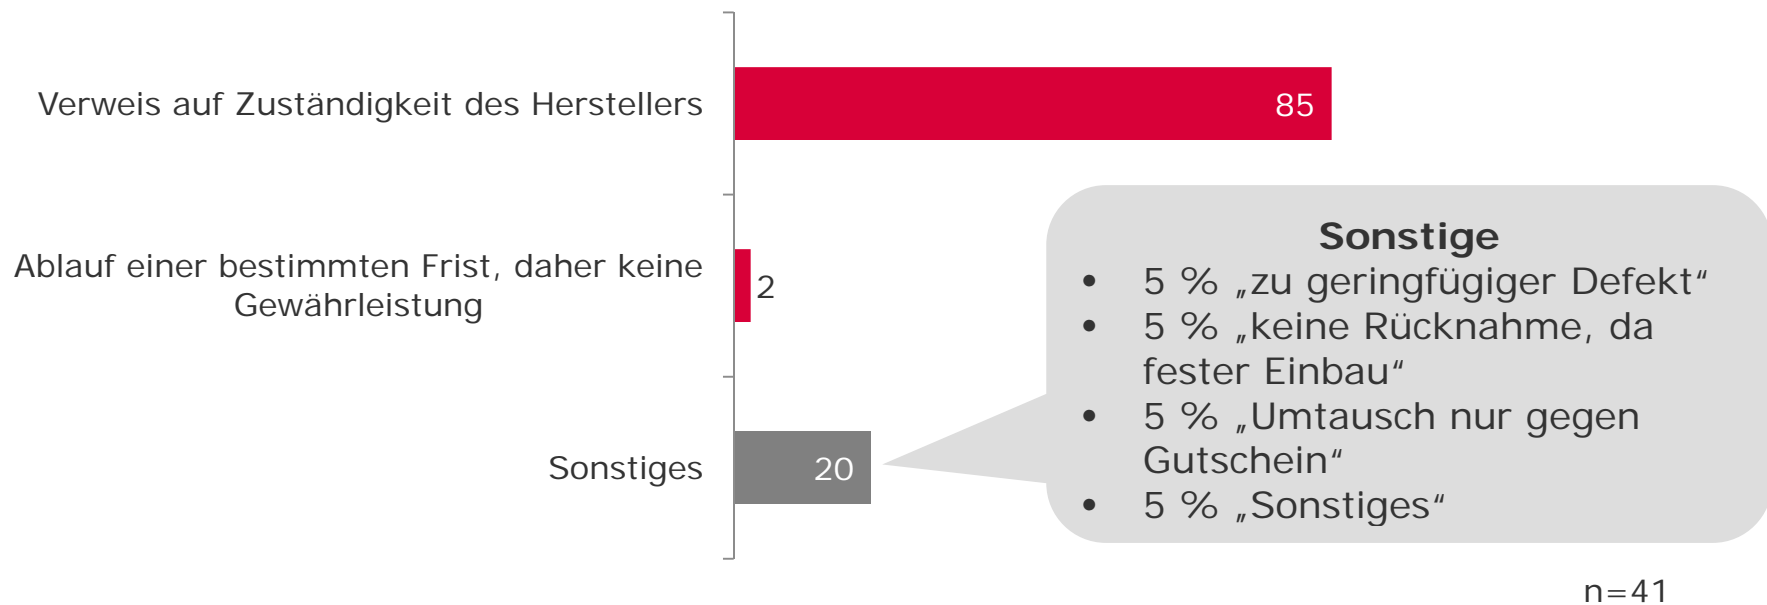 Verweis auf Zuständigkeit des Herstellers
85
Ablauf einer bestimmten Frist, daher keine
Gewährleistung
2
Sonstiges
20
Sonstige
• 5 % „zu geringfügiger Defekt“
• 5 % „keine Rücknahme, da
fester Einbau“
• 5 % „Umtausch nur gegen
Gutschein“
• 5 % „Sonstiges“
n=41